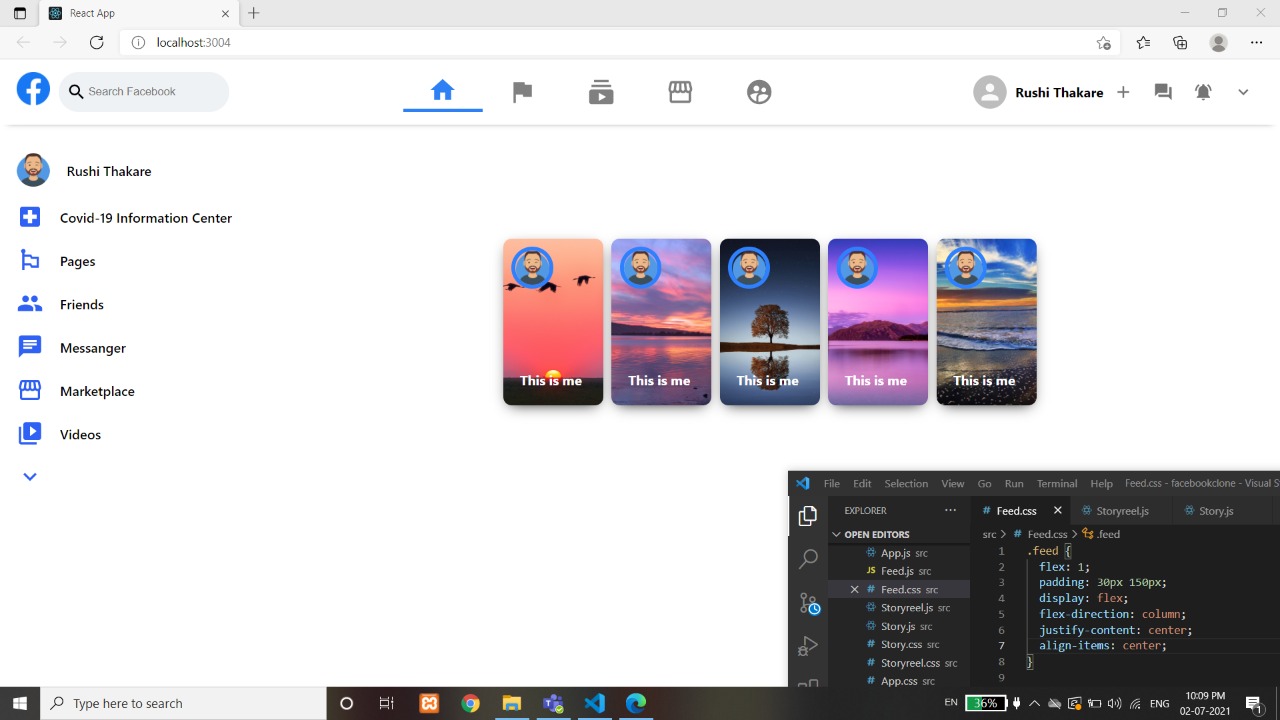 React App
localhost:3004
Search Facebook
Rushi Thakare
Rushi Thakare
Covid-19 Information Center
Pages
Friends
Messanger
Marketplace
Videos
This is me
This is me
This is me
This is me
This is me
File Edit Selection View Go Run Terminal Help Feed.css - facebookclone - Visual S
EXPLORER
OPEN EDITORS
App.js src
JS Feed.js src
# Feed.css src
Storyreel.js src
Story.js src
# Story.css src
# Storyreel.css src
# App.css src
# Feed.css
Storyreel.js
Story.js
src > # Feed.css > .feed
1 .feed {
2 flex: 1;
3 padding: 30px 150px;
4 display: flex;
5 flex-direction: column;
6 justify-content: center;
7 align-items: center;
8 }
9
Type here to search
EN
36%
ENG
10:09 PM
02-07-2021
1